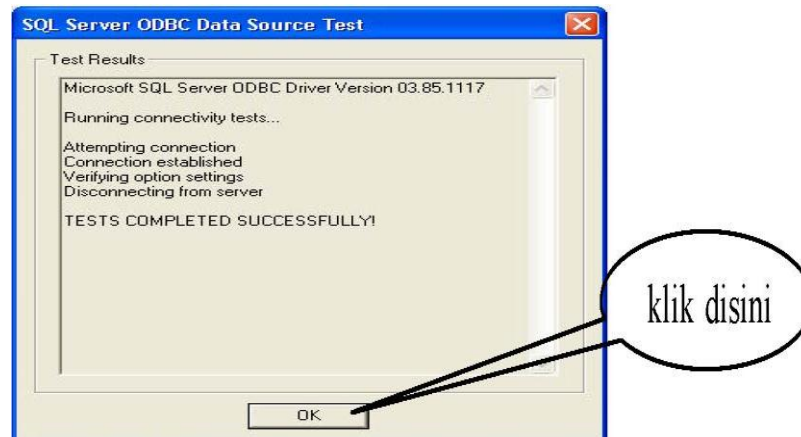 SQL Server ODBC Data Source Test
Test Results
Microsoft SQL Server ODBC Driver Version 03.85.1117
Running connectivity tests...
Attempting connection
Connection established
Verifying option settings
Disconnecting from server
TESTS COMPLETED SUCCESSFULLY!
klik disini
OK